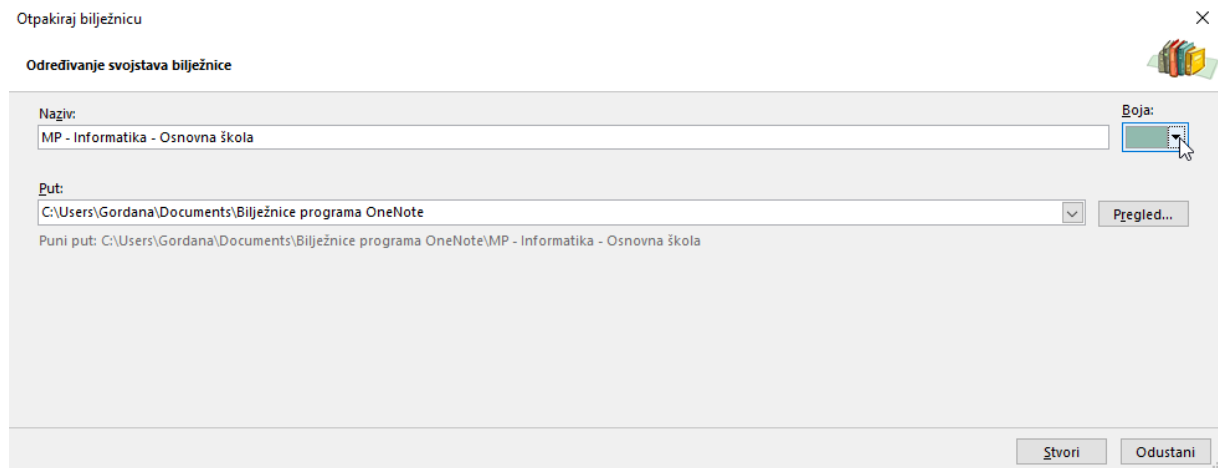 Otpakiraj bilježnicu
Određivanje svojstava bilježnice
Naziv:
Boja:
MP - Informatika - Osnovna škola
Put:
C:\Users\Gordana\Documents\Bilježnice programa OneNote
Pregled...
Puni put: C:\Users\Gordana\Documents\Bilježnice programa OneNote\MP - Informatika - Osnovna škola
Stvori
Odustani